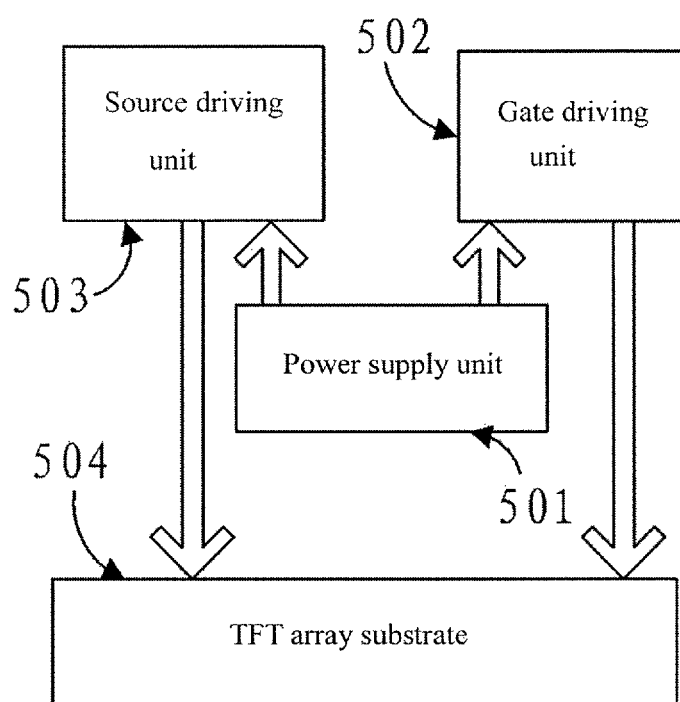 502
Source driving
unit
Gate driving
unit
503
Power supply unit
504
501
TFT array substrate